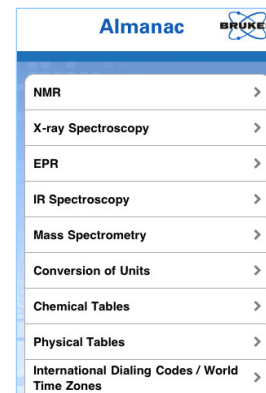 Almanac
BRUKE
NMR
X-ray Spectroscopy
EPR
IR Spectroscopy
Mass Spectrometry
Conversion of Units
Chemical Tables
Physical Tables
International Dialing Codes / World
Time Zones